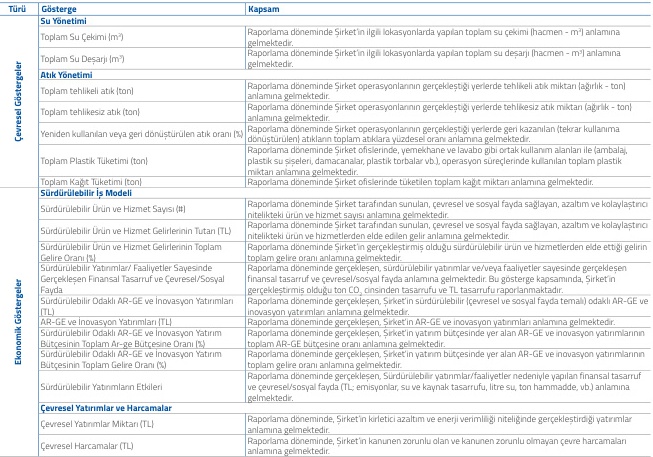 Türü Gösterge Kapsam
Çevresel Göstergeler
Su Yönetimi
Toplam Su Çekimi (m³)
Raporlama döneminde Şirket'in ilgili lokasyonlarda yapılan toplam su çekimi (hacmen - m³) anlamına
gelmektedir.
Toplam Su Deşarjı (m³)
Raporlama döneminde Şirket'in ilgili lokasyonlarda yapılan toplam su deşarjı (hacmen - m³) anlamına
gelmektedir.
Atık Yönetimi
Toplam tehlikeli atık (ton)
Raporlama döneminde Şirket operasyonlarının gerçekleştiği yerlerde tehlikeli atık miktarı (ağırlık - ton)
anlamına gelmektedir.
Toplam tehlikesiz atık (ton)
Raporlama döneminde Şirket operasyonlarının gerçekleştiği yerlerde tehlikesiz atık miktarı (ağırlık - ton)
anlamına gelmektedir.
Yeniden kullanılan veya geri dönüştürülen atık oranı (%)
Raporlama döneminde Şirket operasyonlarının gerçekleştiği yerlerde geri kazanılan (tekrar kullanıma
dönüştürülen) atıkların toplam atıklara yüzdesel oranı anlamına gelmektedir.
Toplam Plastik Tüketimi (ton)
Raporlama döneminde Şirket ofislerinde, yemekhane ve lavabo gibi ortak kullanım alanları ile (ambalaj,
plastik su şişeleri, damacanalar, plastik torbalar vb.), operasyon süreçlerinde kullanılan toplam plastik
miktarı anlamına gelmektedir.
Toplam Kağıt Tüketimi (ton)
Raporlama döneminde Şirket ofislerinde tüketilen toplam kağıt miktarı anlamına gelmektedir.
Ekonomik Göstergeler
Sürdürülebilir İş Modeli
Sürdürülebilir Ürün ve Hizmet Sayısı (#)
Raporlama döneminde Şirket tarafından sunulan, çevresel ve sosyal fayda sağlayan, azaltım ve kolaylaştırıcı
nitelikteki ürün ve hizmet sayısı anlamına gelmektedir.
Sürdürülebilir Ürün ve Hizmet Gelirlerinin Tutarı (TL)
Raporlama döneminde Şirket tarafından sunulan, çevresel ve sosyal fayda sağlayan, azaltım ve kolaylaştırıcı
nitelikteki ürün ve hizmetlerden elde edilen gelir anlamına gelmektedir.
Sürdürülebilir Ürün ve Hizmet Gelirlerinin Toplam
Gelire Oranı (%)
Raporlama döneminde Şirket'in gerçekleştirmiş olduğu sürdürülebilir ürün ve hizmetlerden elde ettiği gelirin
toplam gelire oranı anlamına gelmektedir.
Sürdürülebilir Yatırımlar/ Faaliyetler Sayesinde
Gerçekleşen Finansal Tasarruf ve Çevresel/Sosyal
Fayda
Raporlama döneminde gerçekleşen, sürdürülebilir yatırımlar ve/veya faaliyetler sayesinde gerçekleşen
finansal tasarruf ve çevresel/sosyal fayda anlamına gelmektedir. Bu gösterge kapsamında, Şirket'in
gerçekleştirmiş olduğu ton CO₂ cinsinden tasarrufu ve TL tasarrufu raporlanmaktadır.
Sürdürülebilir Odaklı AR-GE ve İnovasyon Yatırımları
(TL)
Raporlama döneminde gerçekleşen, Şirket'in sürdürülebilir (çevresel ve sosyal fayda temalı) odaklı AR-GE ve
inovasyon yatırımları anlamına gelmektedir.
AR-GE ve İnovasyon Yatırımları (TL)
Raporlama döneminde gerçekleşen, Şirket'in AR-GE ve inovasyon yatırımları anlamına gelmektedir.
Sürdürülebilir Odaklı AR-GE ve İnovasyon Yatırım
Bütçesinin Toplam Ar-ge Bütçesine Oranı (%)
Raporlama döneminde gerçekleşen, Şirket'in yatırım bütçesinde yer alan AR-GE ve inovasyon yatırımlarının
toplam AR-GE bütçesine oranı anlamına gelmektedir.
Sürdürülebilir Odaklı AR-GE ve İnovasyon Yatırım
Bütçesinin Toplam Gelire Oranı (%)
Raporlama döneminde gerçekleşen, Şirket'in yatırım bütçesinde yer alan AR-GE ve inovasyon yatırımlarının
toplam gelire oranı anlamına gelmektedir.
Sürdürülebilir Yatırımların Etkileri
Raporlama döneminde gerçekleşen, Sürdürülebilir yatırımlar/faaliyetler nedeniyle yapılan finansal tasarruf
ve çevresel/sosyal fayda (TL; emisyonlar, su ve kaynak tasarrufu, litre su, ton hammadde, vb.) anlamına
gelmektedir.
Çevresel Yatırımlar ve Harcamalar
Çevresel Yatırımlar Miktarı (TL)
Raporlama döneminde, Şirket'in kirletici azaltım ve enerji verimliliği niteliğinde gerçekleştirdiği yatırımlar
anlamına gelmektedir.
Çevresel Harcamalar (TL)
Raporlama döneminde, Şirket'in kanunen zorunlu olan ve kanunen zorunlu olmayan çevre harcamaları
anlamına gelmektedir.